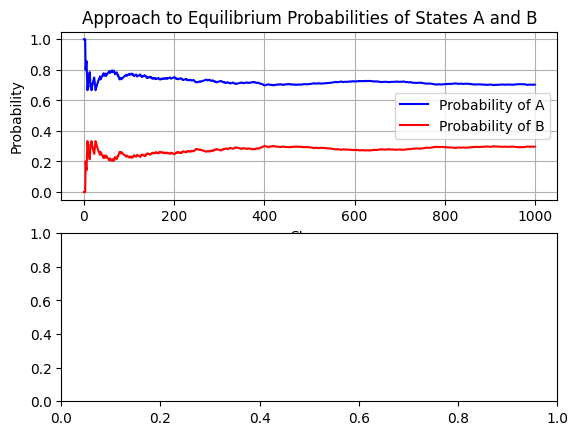 Approach to Equilibrium Probabilities of States A and B
1.0
0.8
0.6
0.4
0.2
0.0
Probability
Probability of A
Probability of B
0 200 400 600 800 1000
1.0
0.8
0.6
0.4
0.2
0.0
0.0 0.2 0.4 0.6 0.8 1.0